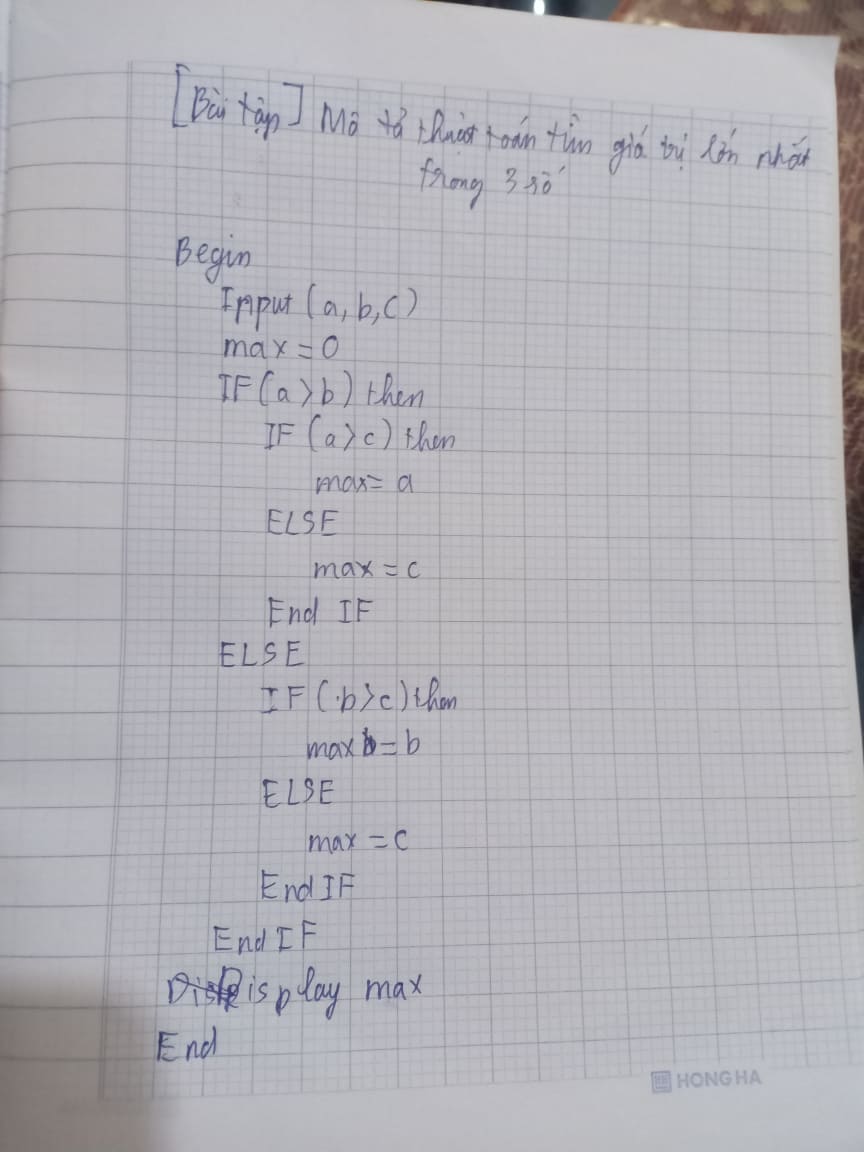 [Bài tập] Mô tả thuật toán tìm giá trị lớn nhất
trong 3 số
Begin
Input (a, b, c)
max = 0
IF (a > b) then
IF (a > c) then
max = a
ELSE
max = c
End IF
ELSE
IF (b > c) then
max = b
ELSE
max = c
End IF
End IF
Display max
End
HONG HA